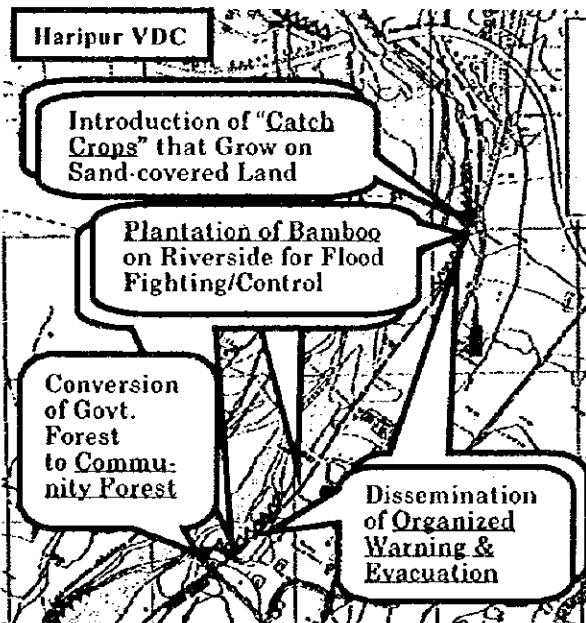 Haripur VDC
Introduction of "Catch
Crops" that Grow on
Sand-covered Land
Plantation of Bamboo
on Riverside for Flood
Fighting/Control
Conversion
of Govt.
Forest
to Commu-
nity Forest
Dissemination
of Organized
Warning &
Evacuation